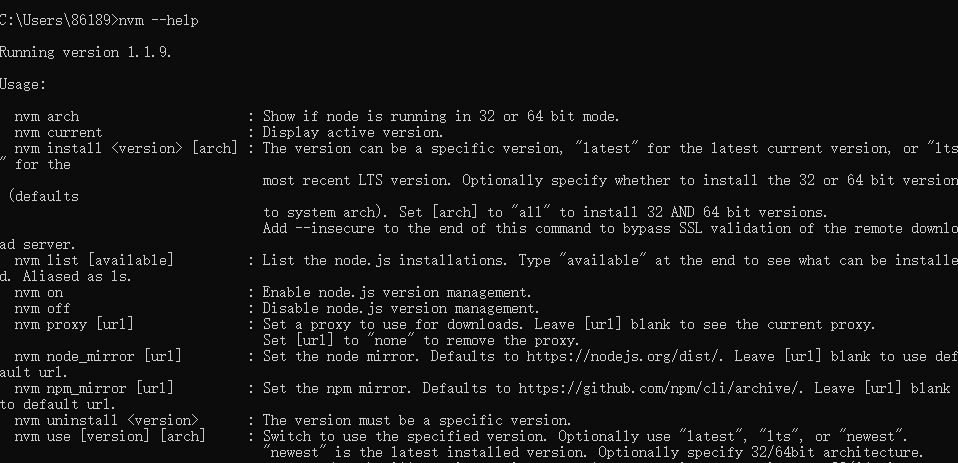 C:\Users\86189>nvm --help
Running version 1.1.9.
Usage:
nvm arch : Show if node is running in 32 or 64 bit mode.
nvm current : Display active version.
nvm install <version> [arch] : The version can be a specific version, "latest" for the latest current version, or "lts
" for the
most recent LTS version. Optionally specify whether to install the 32 or 64 bit version
(defaults
to system arch). Set [arch] to "all" to install 32 AND 64 bit versions.
Add --insecure to the end of this command to bypass SSL validation of the remote downlo
ad server.
nvm list [available] : List the node.js installations. Type "available" at the end to see what can be installe
d. Aliased as ls.
nvm on : Enable node.js version management.
nvm off : Disable node.js version management.
nvm proxy [url] : Set a proxy to use for downloads. Leave [url] blank to see the current proxy.
Set [url] to "none" to remove the proxy.
nvm node_mirror [url] : Set the node mirror. Defaults to https://nodejs.org/dist/. Leave [url] blank to use def
ault url.
nvm npm_mirror [url] : Set the npm mirror. Defaults to https://github.com/npm/cli/archive/. Leave [url] blank
to default url.
nvm uninstall <version> : The version must be a specific version.
nvm use [version] [arch] : Switch to use the specified version. Optionally use "latest", "lts", or "newest".
"newest" is the latest installed version. Optionally specify 32/64bit architecture.